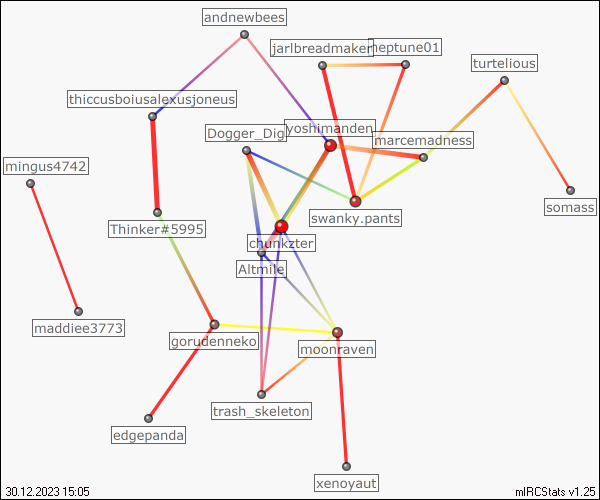 andnewbees
jarlbreadmaker
neptune01
turtelious
thiccusboiusalexusjoneus
Dogger_Dig
yoshimanden
marcemadness
mingus4742
somass
swanky.pants
Thinker#5995
chunkzter
Altmile
maddiee3773
gorudenneko
moonraven
trash_skeleton
edgepanda
xenoyaut
30.12.2023 15:05
mIRCStats v1.25